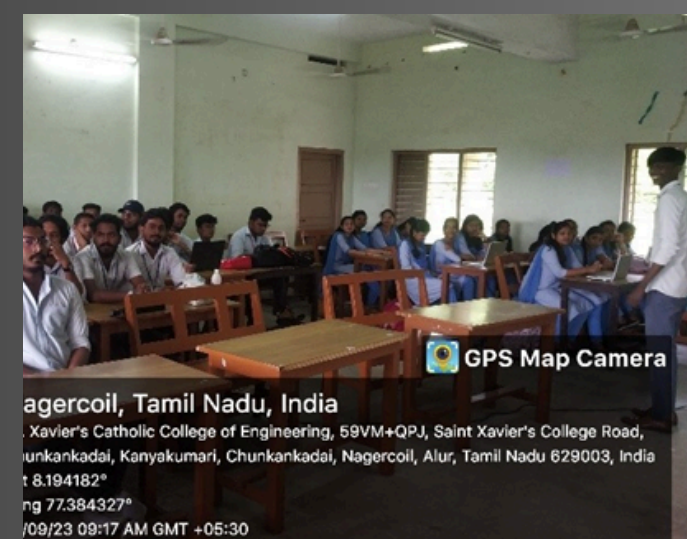 GPS Map Camera
agercoil, Tamil Nadu, India
. Xavier's Catholic College of Engineering, 59VM+QPJ, Saint Xavier's College Road,
unkankadai, Kanyakumari, Chunkankadai, Nagercoil, Alur, Tamil Nadu 629003, India
t 8.194182°
ng 77.384327°
/09/23 09:17 AM GMT +05:30